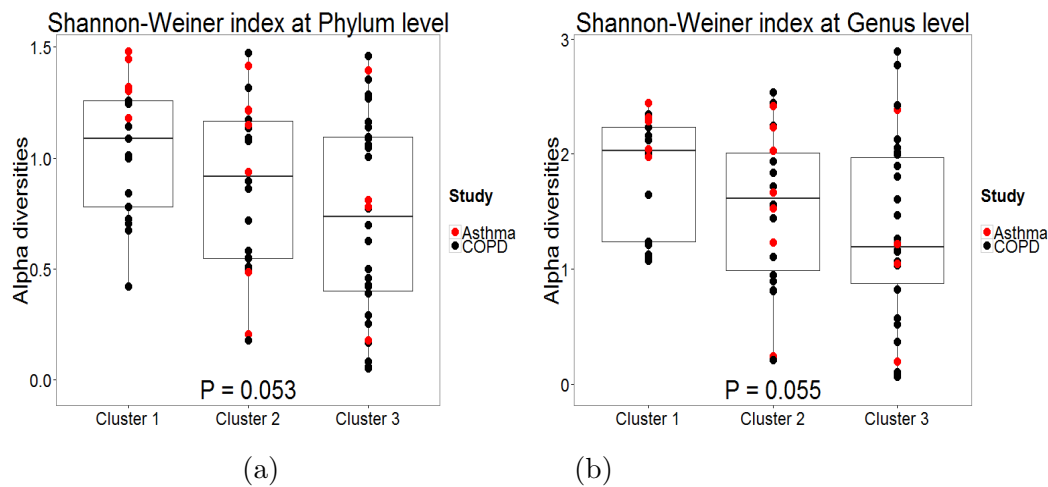 Shannon-Weiner index at Phylum level
Alpha diversities
1.5
1.0
0.5
0.0
P = 0.053
Cluster 1 Cluster 2 Cluster 3
Study
Asthma
COPD
(a)
Shannon-Weiner index at Genus level
Alpha diversities
3
2
1
0
P = 0.055
Cluster 1 Cluster 2 Cluster 3
Study
Asthma
COPD
(b)